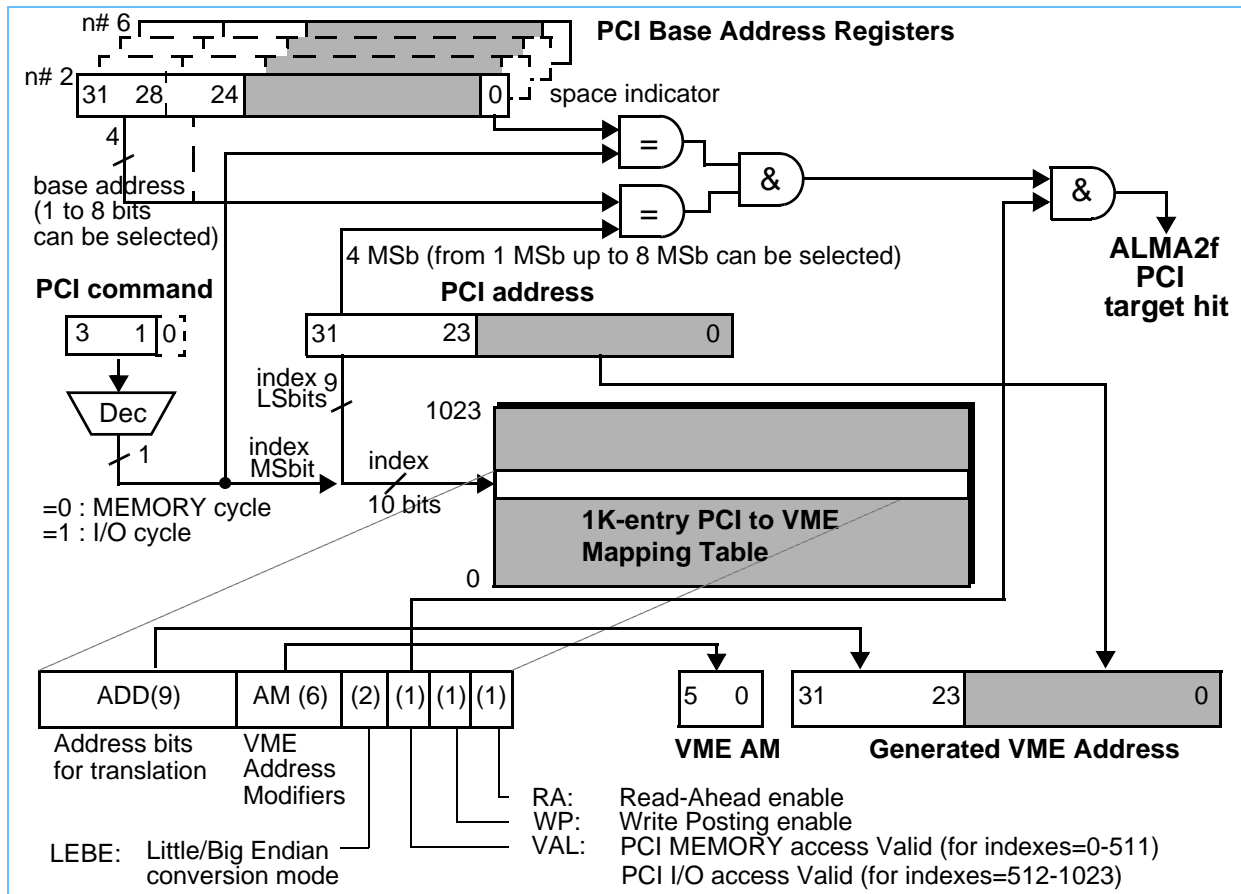 n# 6
PCI Base Address Registers
n# 2
31 28 24 0
space indicator
4
=
base address
(1 to 8 bits
can be selected)
&
&
=
4 MSb (from 1 MSb up to 8 MSb can be selected)
ALMA2f
PCI
target hit
PCI command
PCI address
3 1 0
31 23 0
index
LSbits
9
Dec
1023
1
index
MSbit
index
10 bits
=0 : MEMORY cycle
=1 : I/O cycle
1K-entry PCI to VME
Mapping Table
0
ADD(9) AM (6) (2) (1) (1) (1)
5 0
31 23 0
Address bits
for translation
VME
Address
Modifiers
VME AM
Generated VME Address
RA: Read-Ahead enable
WP: Write Posting enable
VAL: PCI MEMORY access Valid (for indexes=0-511)
PCI I/O access Valid (for indexes=512-1023)
LEBE: Little/Big Endian
conversion mode